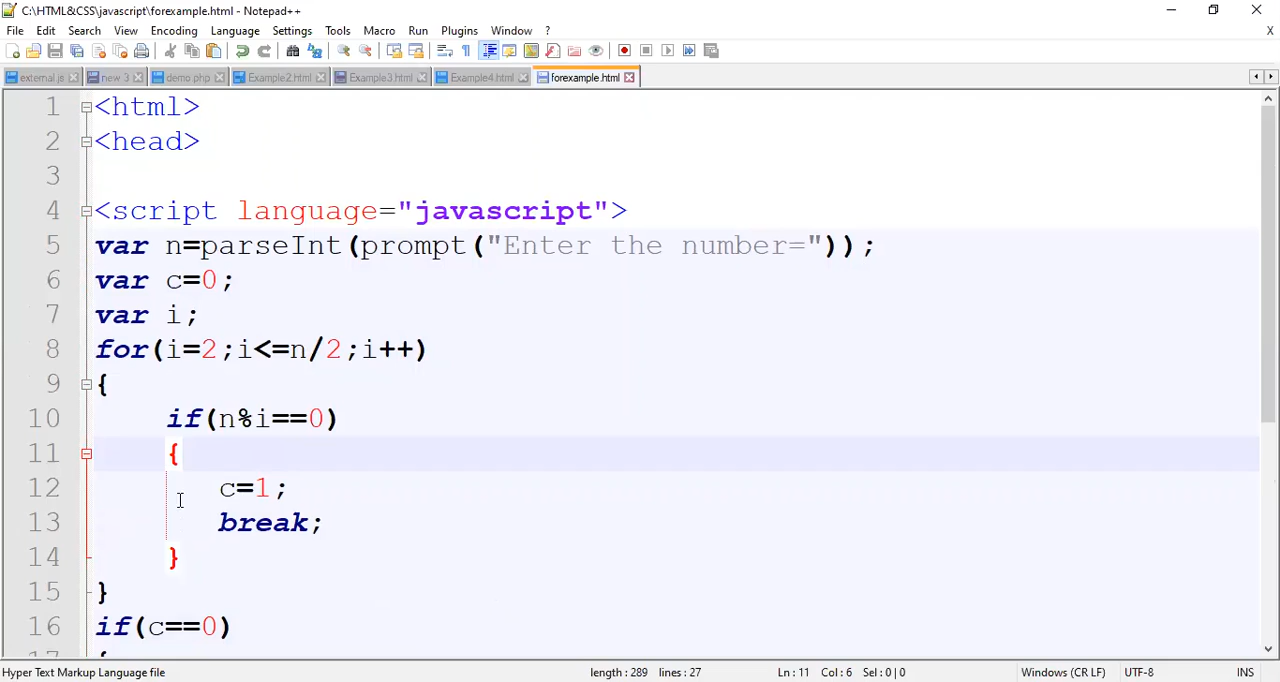 C:\HTML&CSS\javascript\forexample.html - Notepad++
File Edit Search View Encoding Language Settings Tools Macro Run Plugins Window ? X
external.js new 3 demo.php Example2.html Example3.html Example4.html forexample.html
1 <html>
2 <head>
3
4 <script language="javascript">
5 var n=parseInt(prompt("Enter the number="));
6 var c=0;
7 var i;
8 for(i=2;i<=n/2;i++)
9 {
10 if(n%i==0)
11 {
12 c=1;
13 break;
14 }
15 }
16 if(c==0)
17 {
Hyper Text Markup Language file length : 289 lines : 27 Ln : 11 Col : 6 Sel : 0 | 0 Windows (CR LF) UTF-8 INS